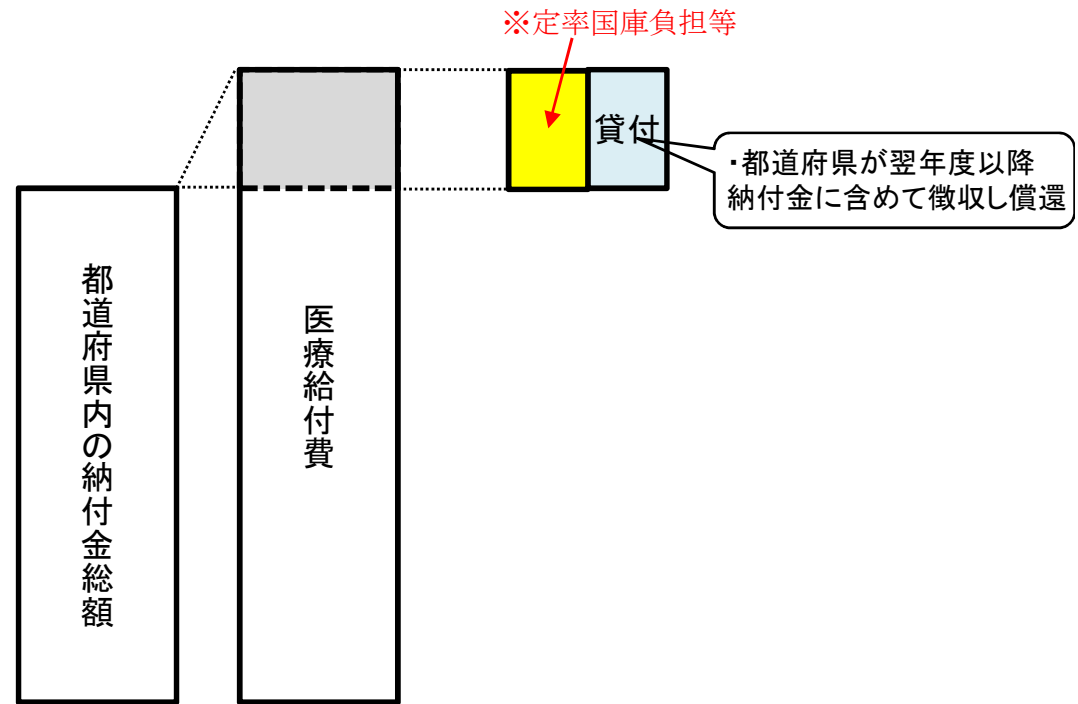 ※定率国庫負担等
貸付
・都道府県が翌年度以降
納付金に含めて徴収し償還
都道府県内の納付金総額
医療給付費